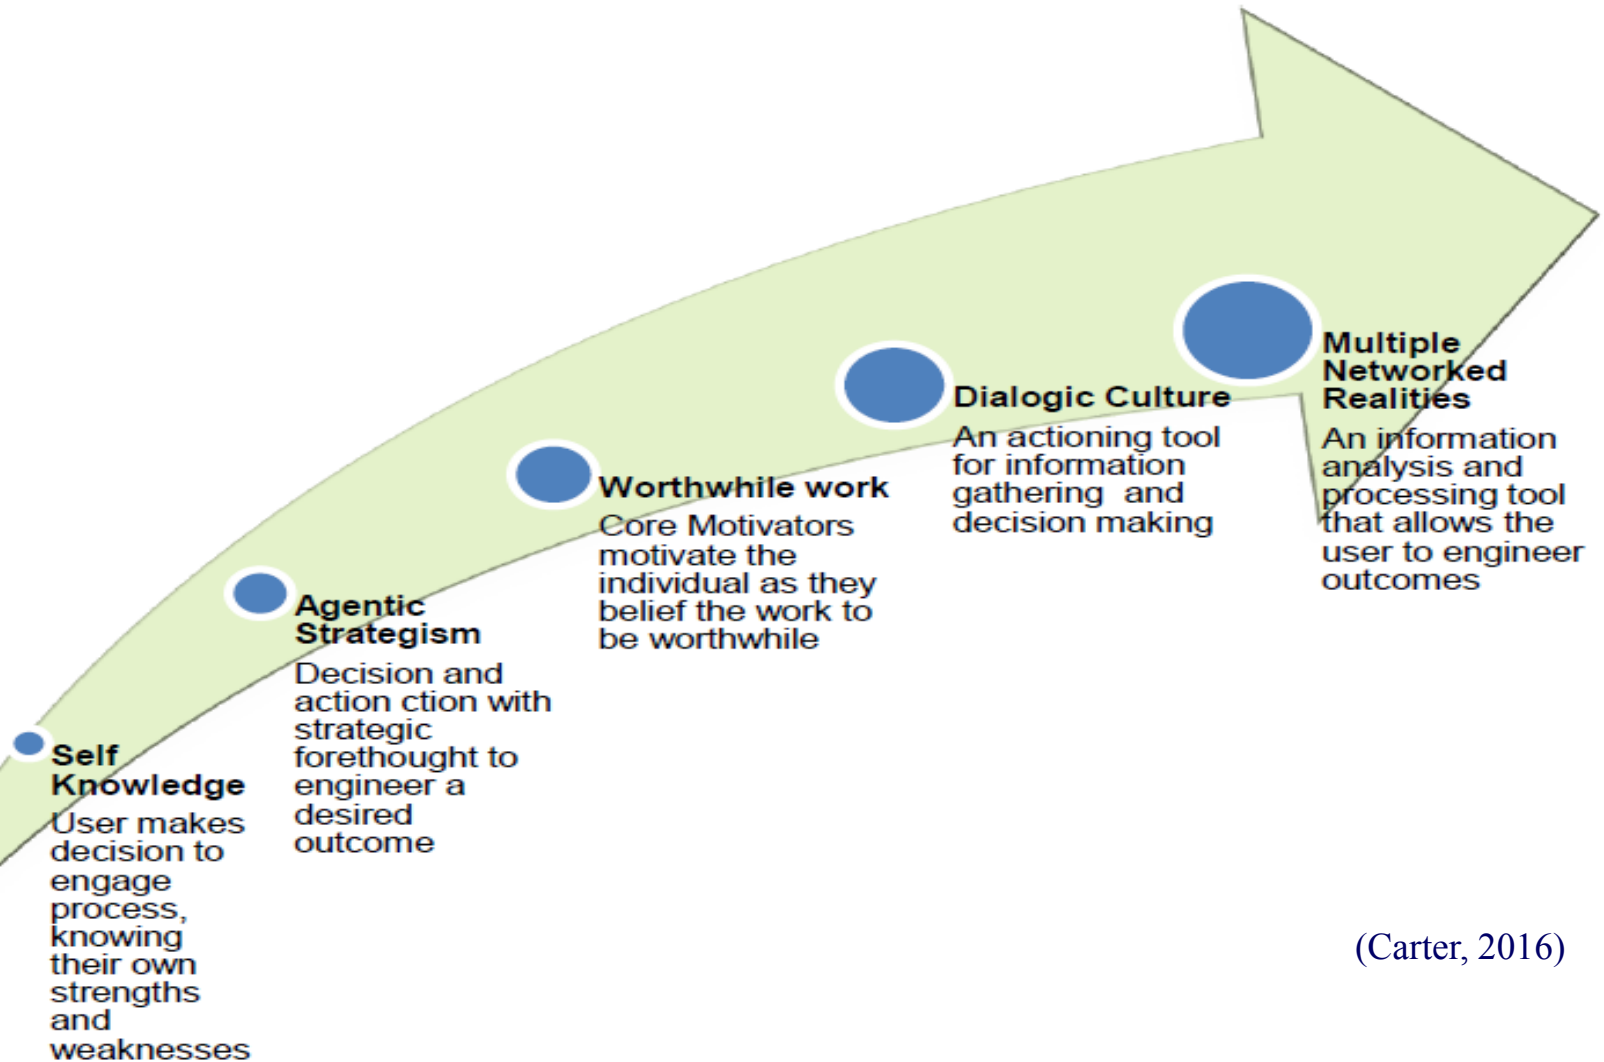 Self
Knowledge
User makes
decision to
engage
process,
knowing
their own
strengths
and
weaknesses
Agentic
Strategism
Decision and
action ction with
strategic
forethought to
engineer a
desired
outcome
Worthwhile work
Core Motivators
motivate the
individual as they
belief the work to
be worthwhile
Dialogic Culture
An actioning tool
for information
gathering  and
decision making
Multiple
Networked
Realities
An information
analysis and
processing tool
that allows the
user to engineer
outcomes
(Carter, 2016)